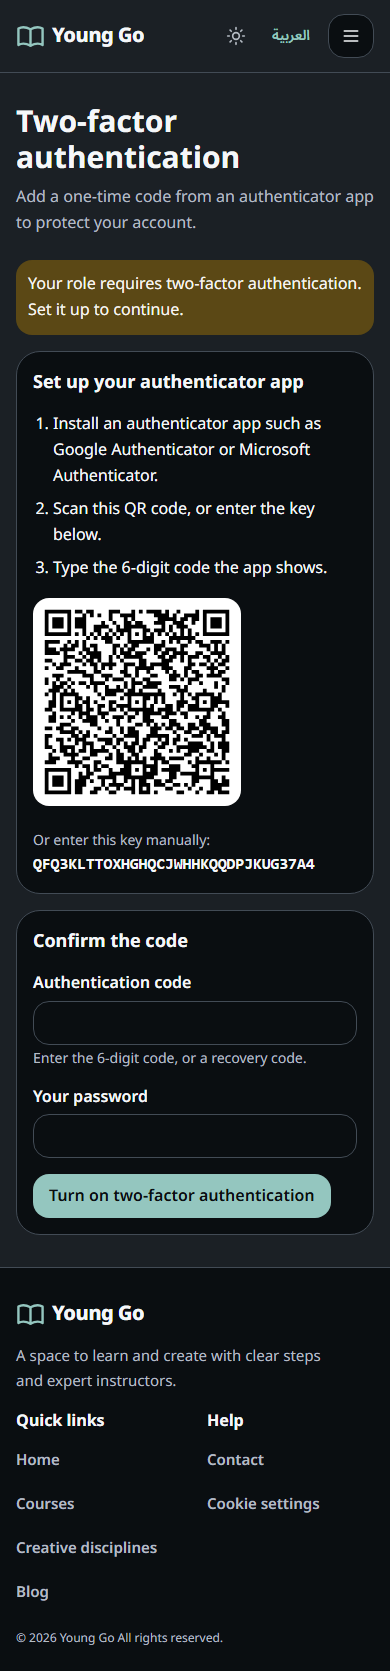 Young Go
العربية
Two-factor
authentication
Add a one-time code from an authenticator app
to protect your account.
Your role requires two-factor authentication.
Set it up to continue.
Set up your authenticator app
1. Install an authenticator app such as
Google Authenticator or Microsoft
Authenticator.
2. Scan this QR code, or enter the key
below.
3. Type the 6-digit code the app shows.
Or enter this key manually:
QFQ3KLTTOXHGHQCJWHHKQQDPJKUG37A4
Confirm the code
Authentication code
Enter the 6-digit code, or a recovery code.
Your password
Turn on two-factor authentication
Young Go
A space to learn and create with clear steps
and expert instructors.
Quick links
Home
Courses
Creative disciplines
Blog
Help
Contact
Cookie settings
© 2026 Young Go All rights reserved.